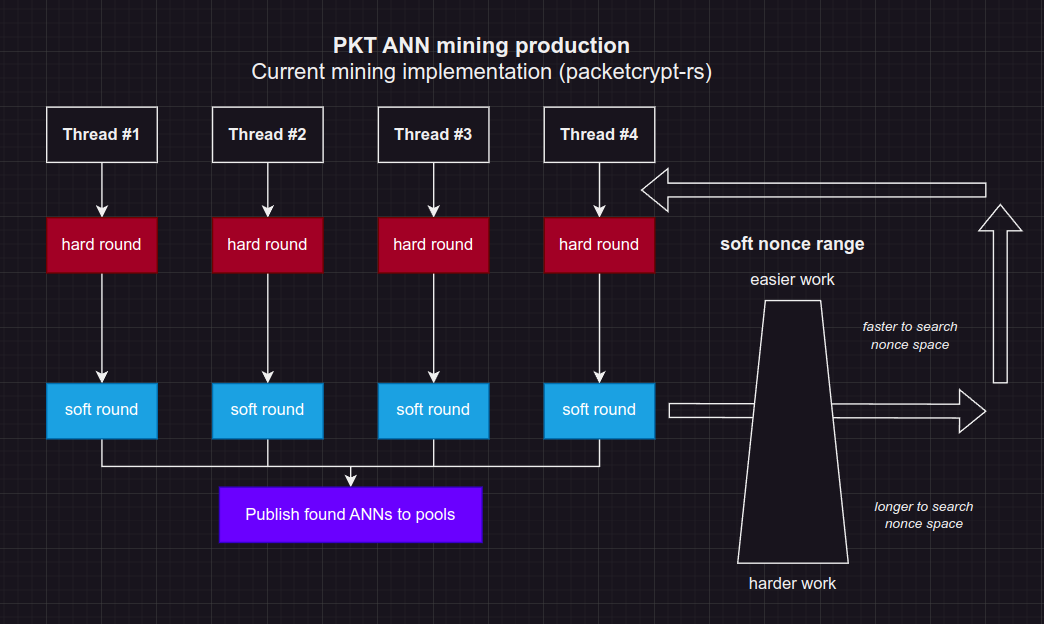 PKT ANN mining production
Current mining implementation (packetcrypt-rs)
Thread #1
Thread #2
Thread #3
Thread #4
hard round
hard round
hard round
hard round
soft nonce range
easier work
faster to search
nonce space
soft round
soft round
soft round
soft round
Publish found ANNs to pools
longer to search
nonce space
harder work